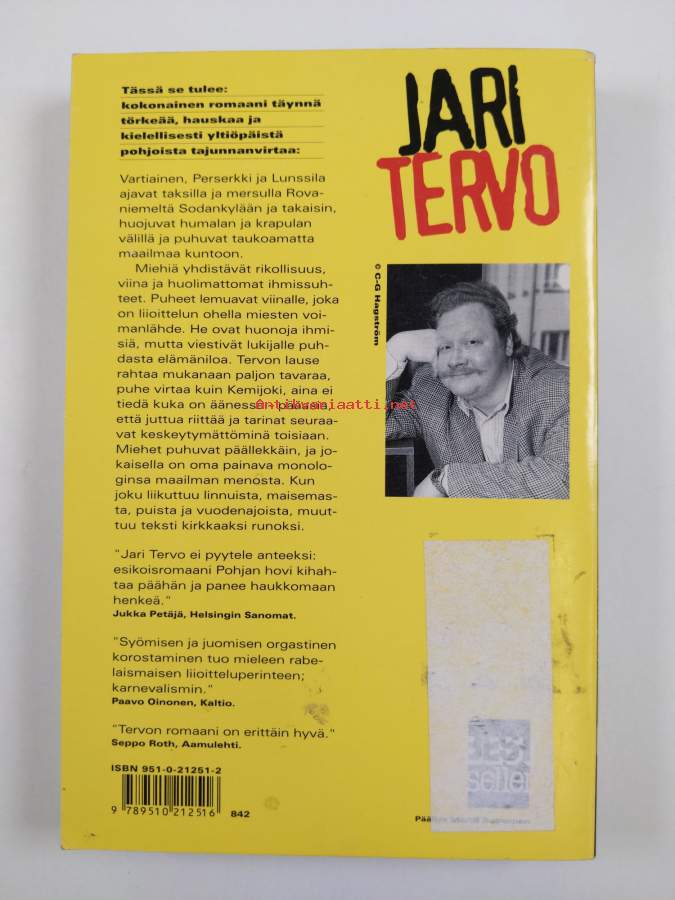 Tässä se tulee:
kokonainen romaani täynnä
törkeää, hauskaa ja
kielellisesti yltiöpäistä
pohjoista tajunnanvirtaa:
Vartiainen, Perserkki ja Lunssila
ajavat taksilla ja mersulla Rova-
niemeltä Sodankylään ja takaisin,
huojuvat humalan ja krapulan
välillä ja puhuvat taukoamatta
maailmaa kuntoon.
Miehiä yhdistävät rikollisuus,
viina ja huolimattomat ihmissuh-
teet. Puheet lemuavat viinalle, joka
on liioittelun ohella miesten voi-
manlähde. He ovat huonoja ihmi-
siä, mutta viestivät lukijalle puh-
dasta elämäniloa. Tervon lause
rahtaa mukanaan paljon tavaraa,
puhe virtaa kuin Kemijoki, aina ei
tiedä kuka on äänessä, pääasia,
että juttua riittää ja tarinat seuraa-
vat keskeytymättöminä toisiaan.
Miehet puhuvat päällekkäin, ja jo-
kaisella on oma painava monolo-
ginsa maailman menosta. Kun
joku liikuttuu linnuista, maisemas-
ta, puista ja vuodenajoista, muut-
tuu teksti kirkkaaksi runoksi.
"Jari Tervo ei pyytele anteeksi:
esikoisromaani Pohjan hovi kihah-
taa päähän ja panee haukkomaan
henkeä."
Jukka Petäjä, Helsingin Sanomat.
"Syömisen ja juomisen orgastinen
korostaminen tuo mieleen rabe-
laismaisen liioitteluperinteen;
karnevalismin."
Paavo Oinonen, Kaltio.
"Tervon romaani on erittäin hyvä."
Seppo Roth, Aamulehti.
ISBN 951-0-21251-2
9 789510 212516 842
JARI
TERVO
© C-G Hagström
Antikvariaatti.net
BEST
seller